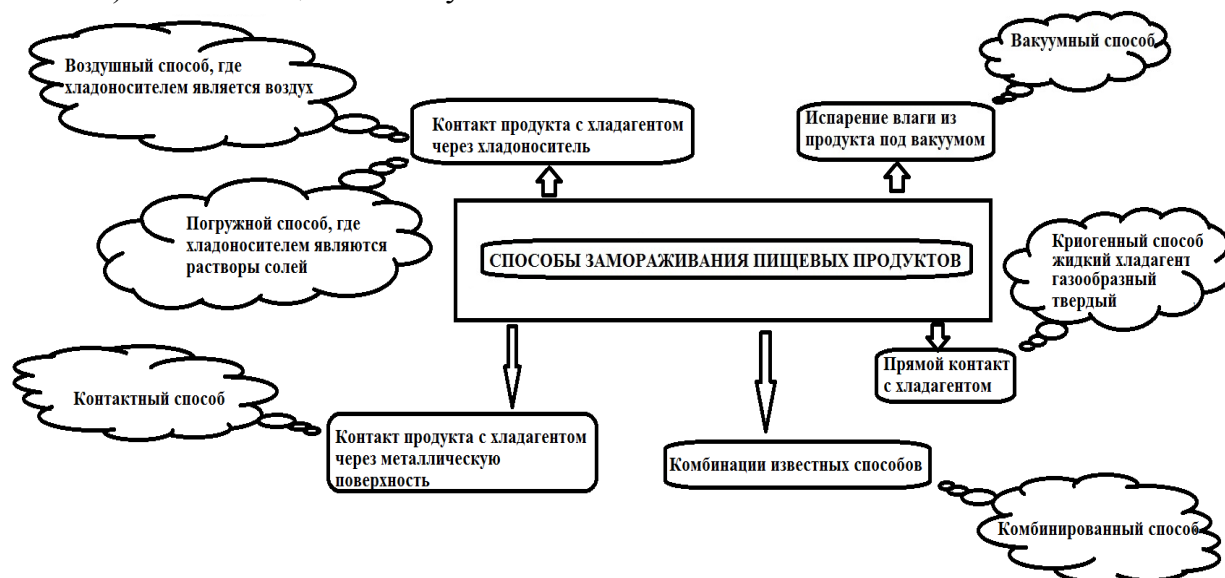 Воздушный способ, где
хладоносителем является воздух
Контакт продукта с хладагентом
через хладоноситель
Вакуумный способ
Испарение влаги из
продукта под вакуумом
Погружной способ, где
хладоносителем являются
растворы солей
СПОСОБЫ ЗАМОРАЖИВАНИЯ ПИЩЕВЫХ ПРОДУКТОВ
Криогенный способ
жидкий хладагент
газообразный
твердый
Прямой контакт
с хладагентом
Контактный способ
Контакт продукта с хладагентом
через металлическую
поверхность
Комбинации известных способов
Комбинированный способ